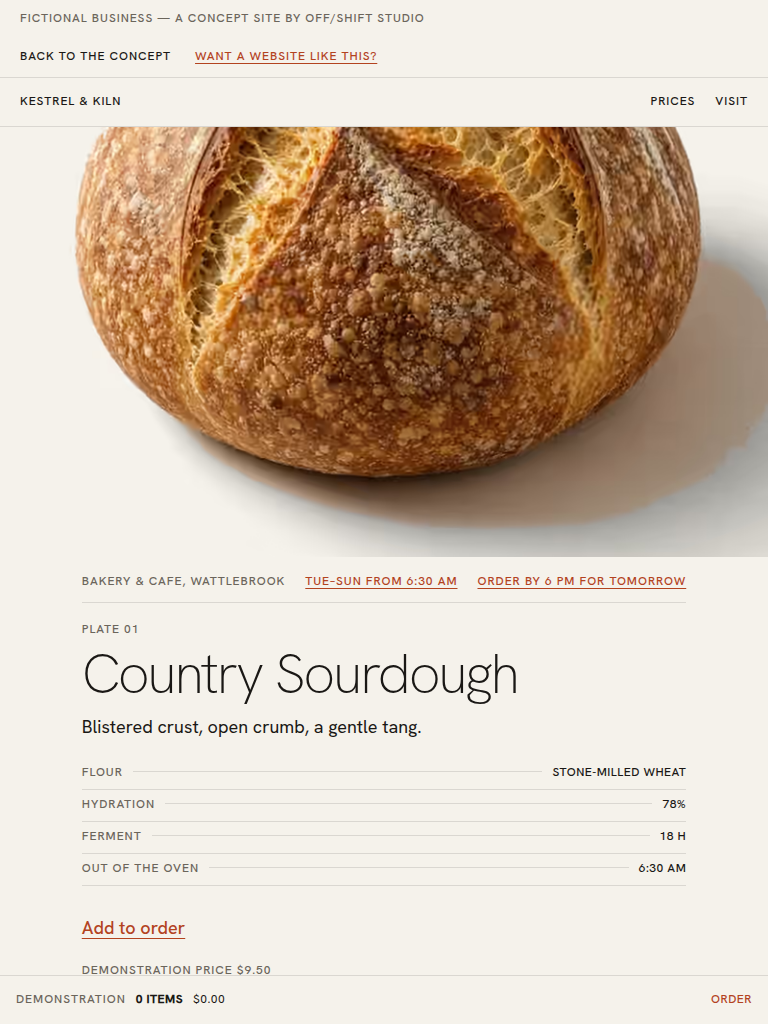 FICTIONAL BUSINESS — A CONCEPT SITE BY OFF/SHIFT STUDIO
BACK TO THE CONCEPT WANT A WEBSITE LIKE THIS?
KESTREL & KILN PRICES VISIT
BAKERY & CAFE, WATTLEBROOK TUE–SUN FROM 6:30 AM ORDER BY 6 PM FOR TOMORROW
PLATE 01
Country Sourdough
Blistered crust, open crumb, a gentle tang.
FLOUR STONE-MILLED WHEAT
HYDRATION 78%
FERMENT 18 H
OUT OF THE OVEN 6:30 AM
Add to order
DEMONSTRATION PRICE $9.50
DEMONSTRATION 0 ITEMS $0.00 ORDER